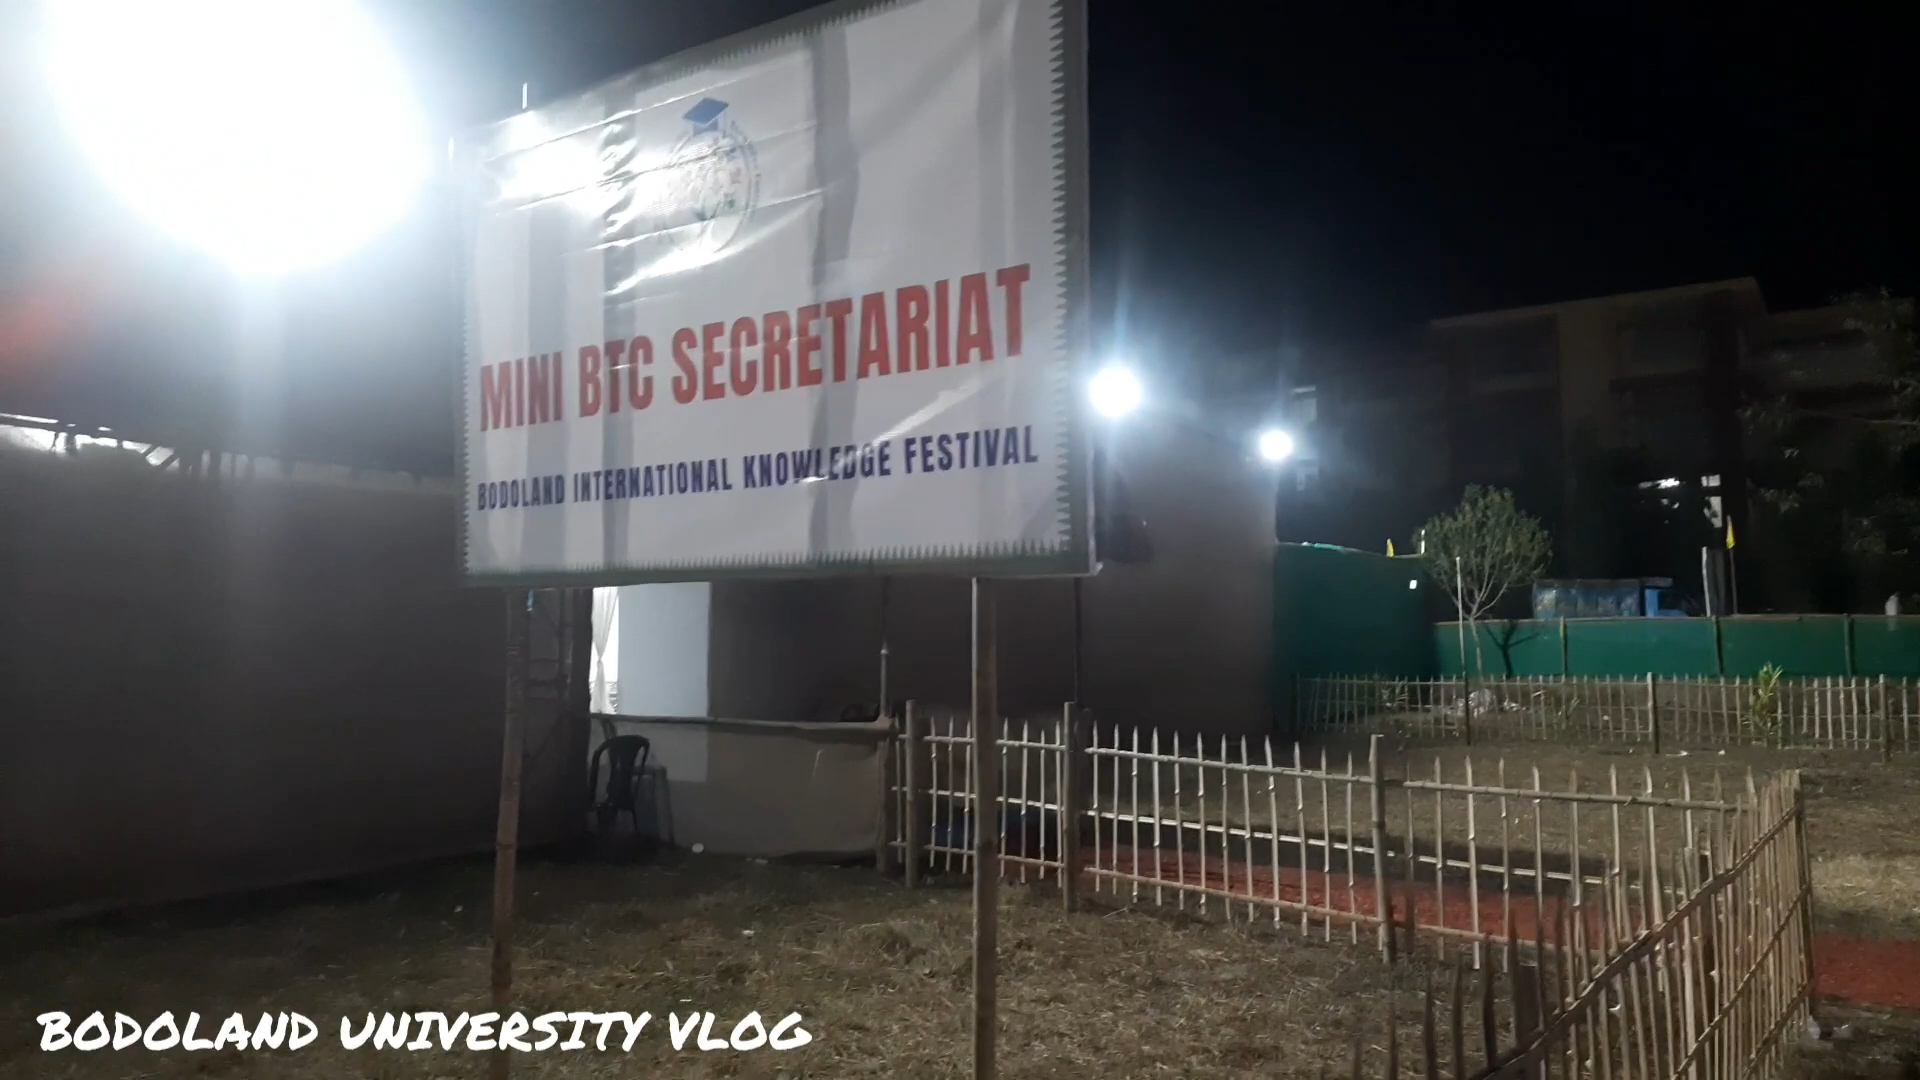 MINI BTC SECRETARIAT
BODOLAND INTERNATIONAL KNOWLEDGE FESTIVAL
BODOLAND UNIVERSITY VLOG